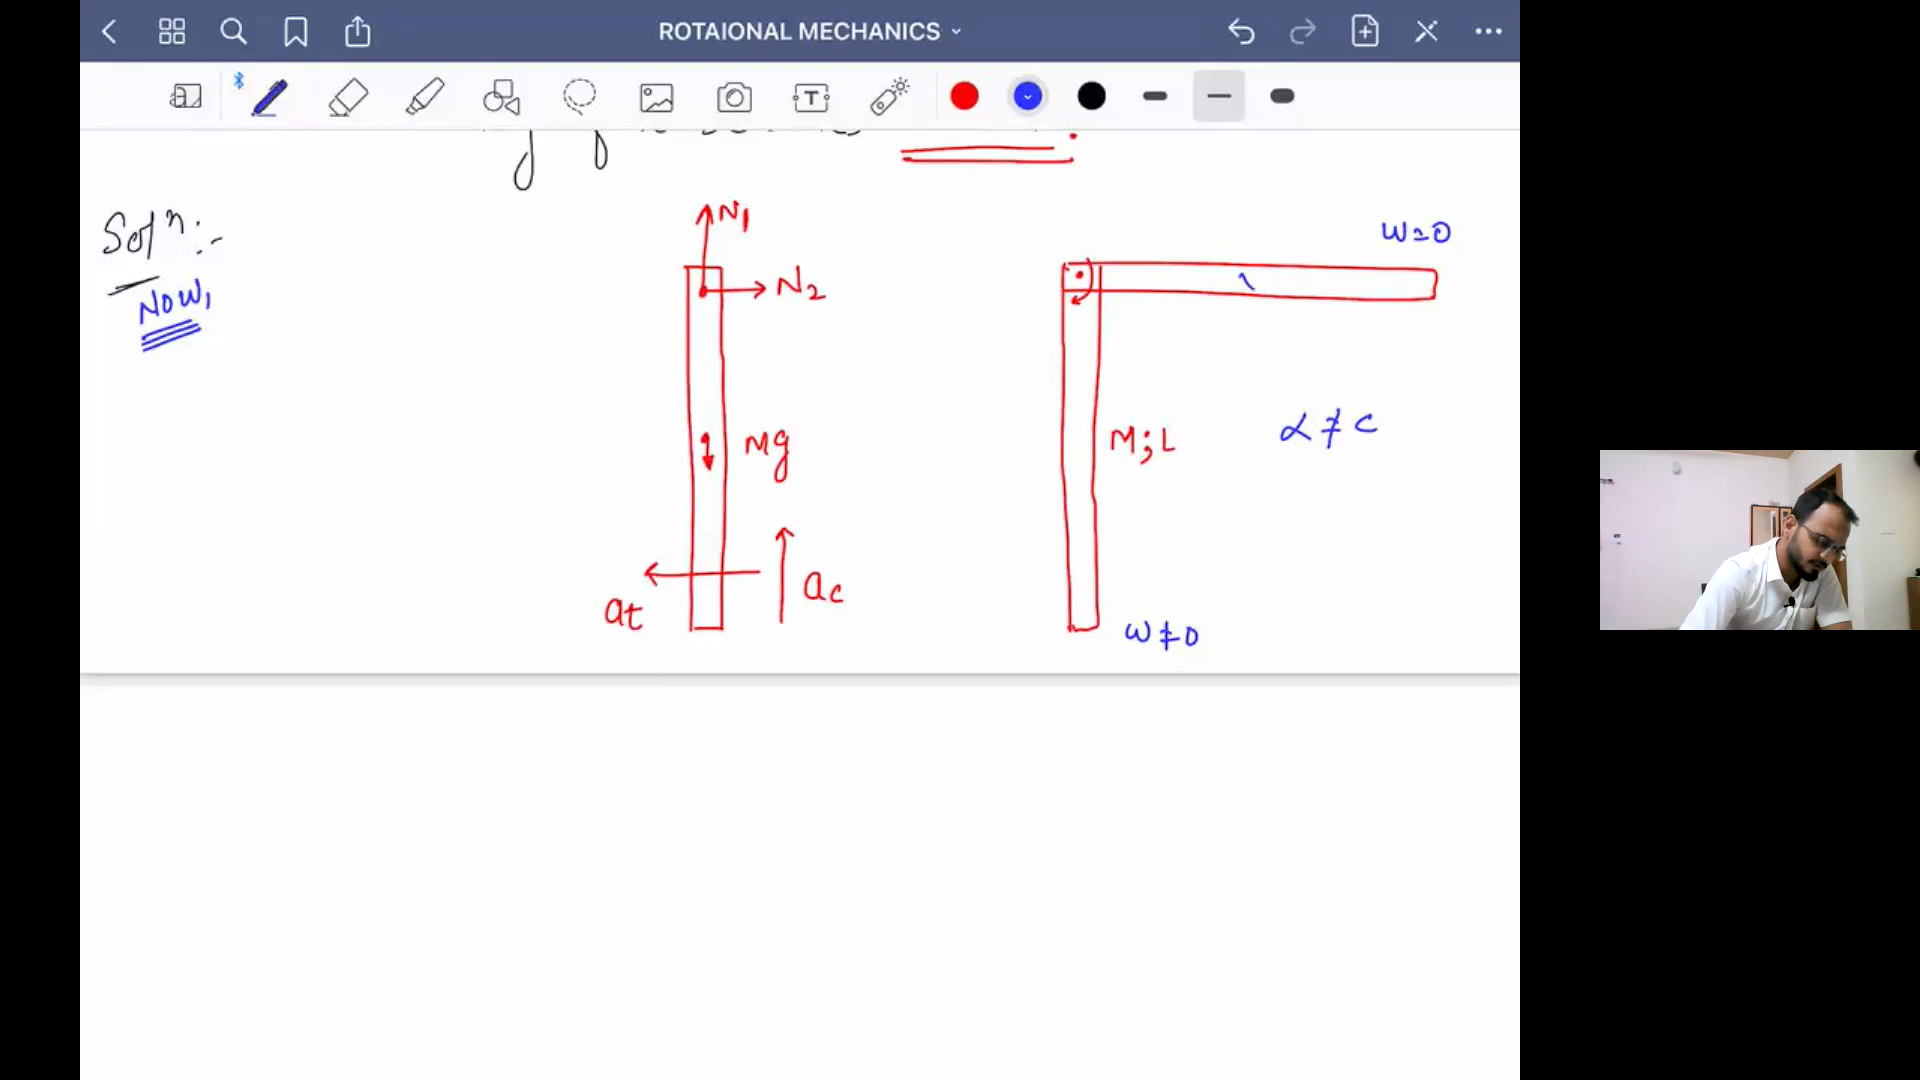 ROTAIONAL MECHANICS
T
Solⁿ:-
Now,
N1
N2
Mg
at
ac
ω=0
M;L
α ≠ c
ω≠0